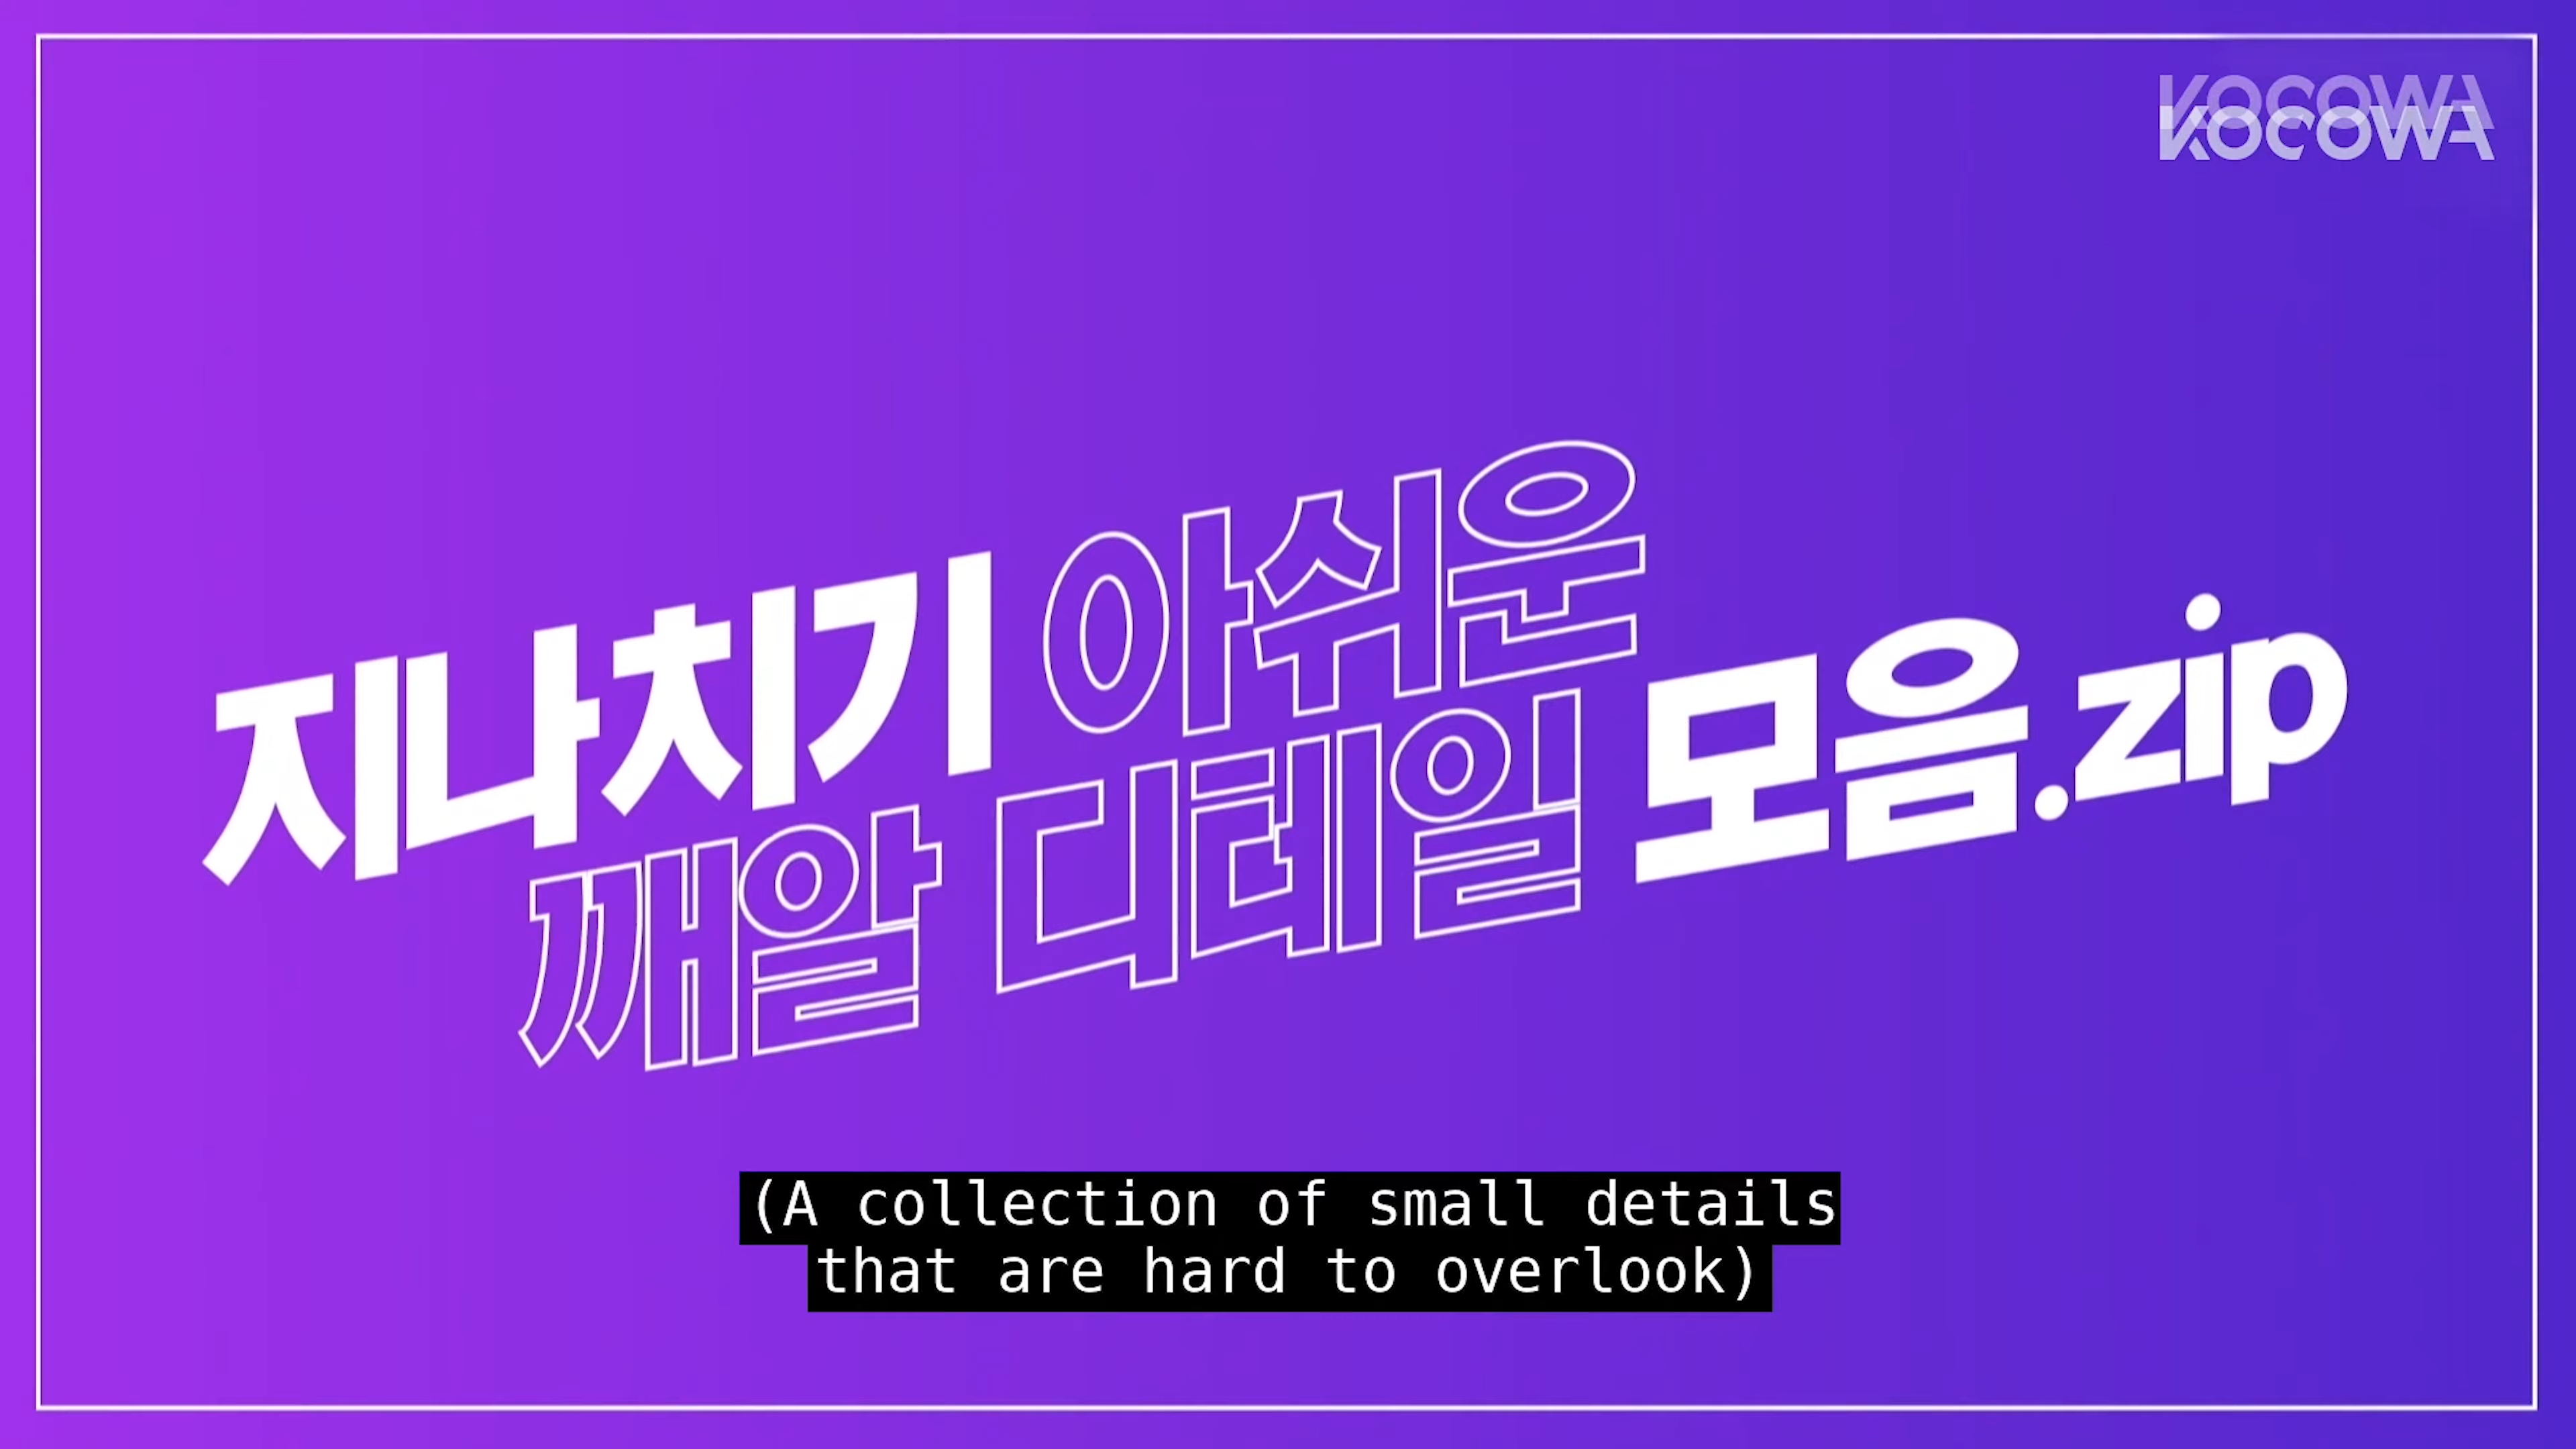 KOCOWA
KOCOWA
지나치기 아쉬운
깨알 디테일 모음.zip
(A collection of small details
that are hard to overlook)